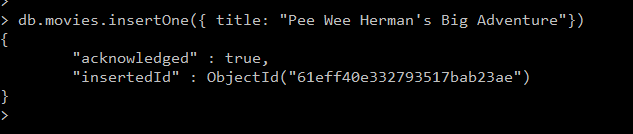 >
> db.movies.insertOne({ title: "Pee Wee Herman's Big Adventure"})
{
        "acknowledged" : true,
        "insertedId" : ObjectId("61eff40e332793517bab23ae")
}
>